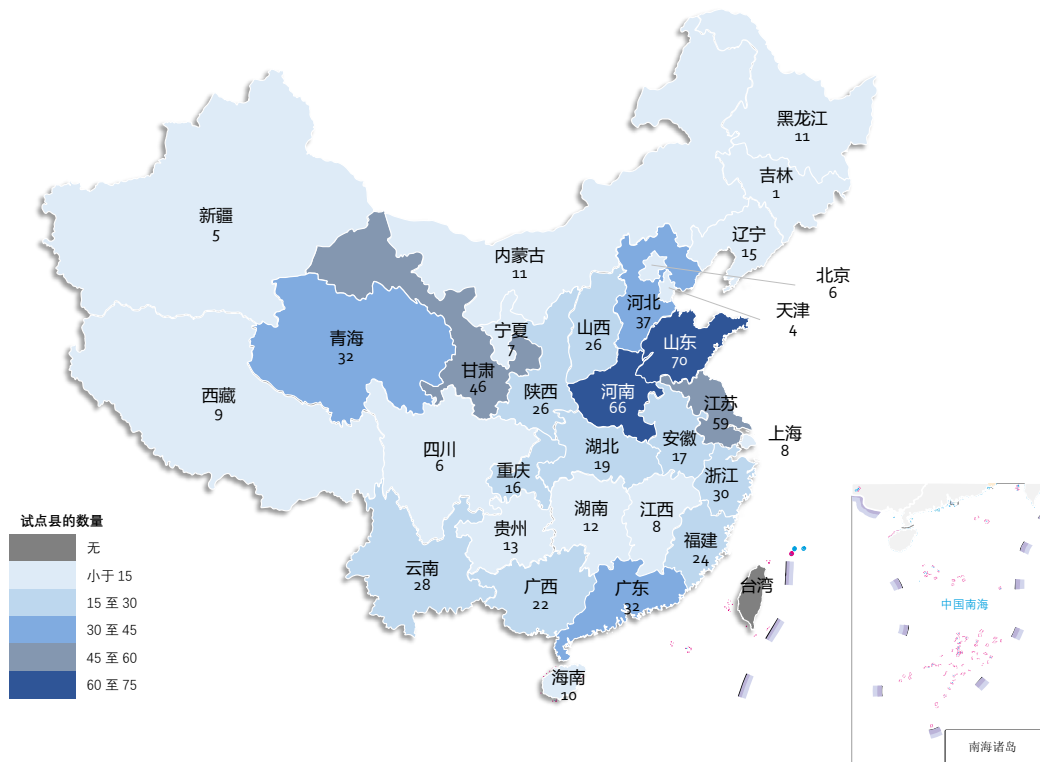 黑龙江
11
吉林
1
新疆
5
辽宁
15
内蒙古
11
北京
6
河北
37
天津
4
宁夏
7
山西
26
青海
32
山东
70
甘肃
46
西藏
9
陕西
26
河南
66
江苏
59
四川
6
湖北
19
安徽
17
上海
8
重庆
16
浙江
30
湖南
12
江西
8
贵州
13
福建
24
云南
28
广西
22
广东
32
台湾
海南
10
试点县的数量
无
小于 15
15 至 30
30 至 45
45 至 60
60 至 75
中国南海
南海诸岛